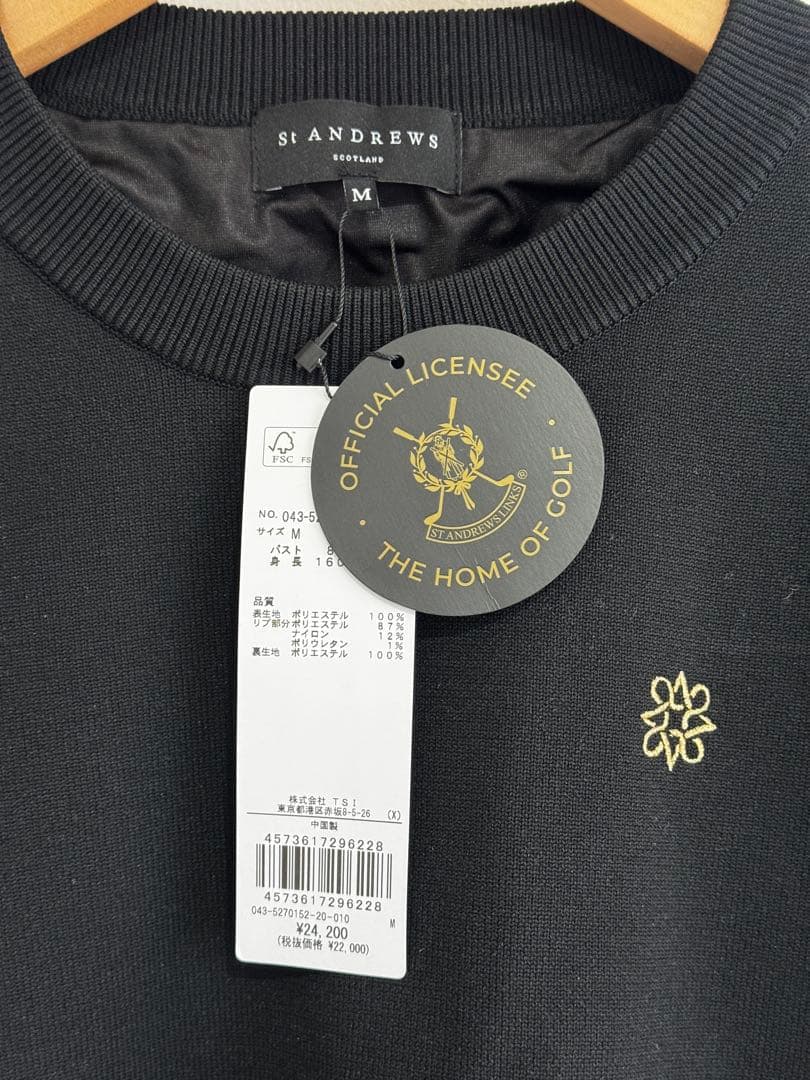 St ANDREWS
SCOTLAND
M
OFFICIAL LICENSEE
ST ANDREWS LINKS
®
• THE HOME OF GOLF •
FSC
NO. 043-52
サイズ M
バスト 8
身 長 160
品質
表生地 ポリエステル 100%
リブ部分ポリエステル 87%
ナイロン 12%
ポリウレタン 1%
裏生地 ポリエステル 100%
株式会社 TSI
東京都港区赤坂8-5-26 (X)
中国製
4573617296228
4573617296228
043-5270152-20-010 M
¥24,200
(税抜価格 ¥22,000)